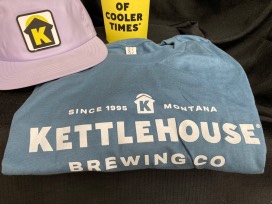 K
OF
COOLER
TIMES®
SINCE 1995 K MONTANA
KETTLEHOUSE®
BREWING CO